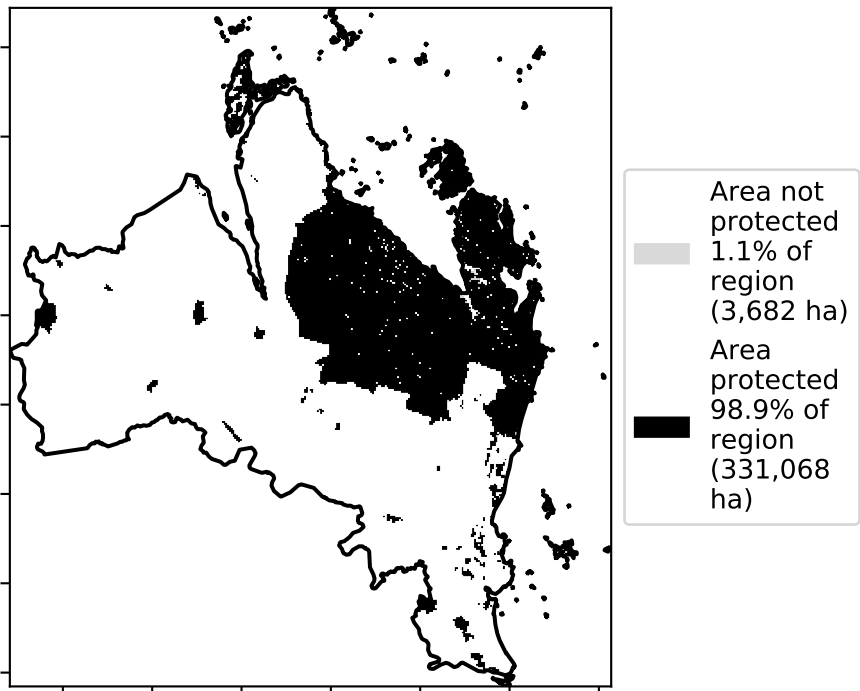 Area not
protected
1.1% of
region
(3,682 ha)
Area
protected
98.9% of
region
(331,068
ha)